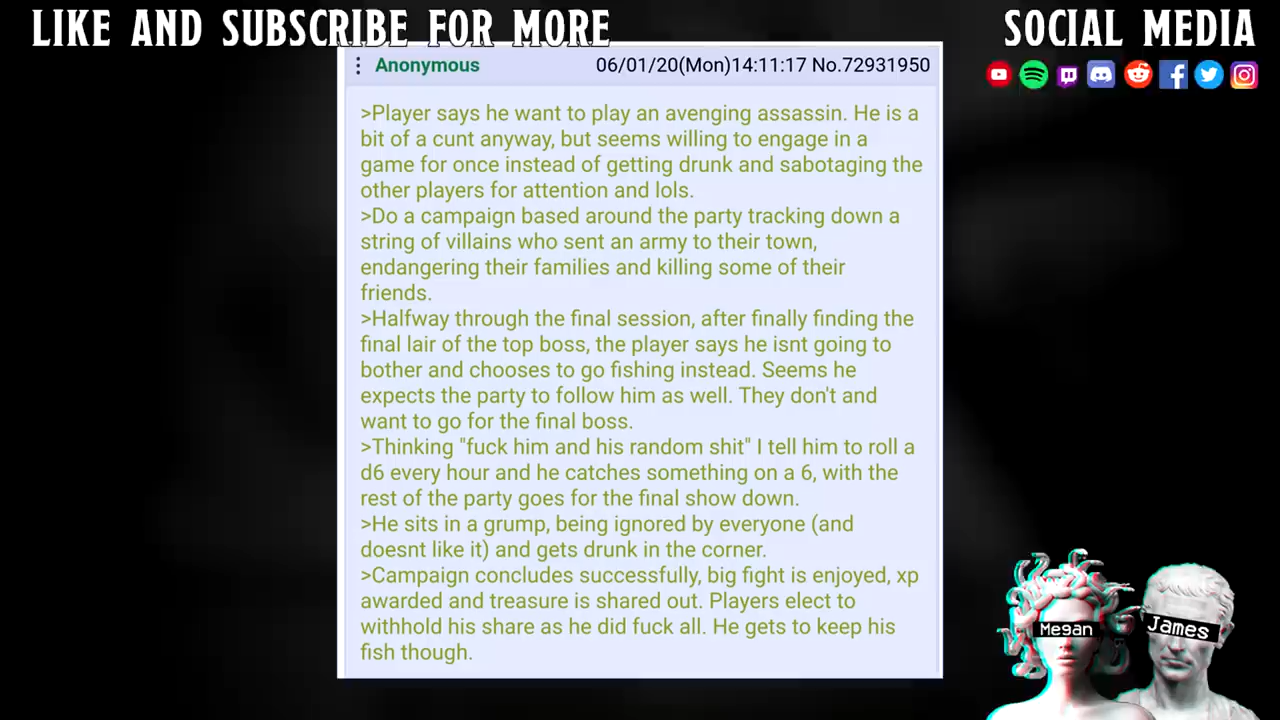 LIKE AND SUBSCRIBE FOR MORE
SOCIAL MEDIA
Anonymous 06/01/20(Mon)14:11:17 No.72931950
>Player says he want to play an avenging assassin. He is a
bit of a cunt anyway, but seems willing to engage in a
game for once instead of getting drunk and sabotaging the
other players for attention and lols.
>Do a campaign based around the party tracking down a
string of villains who sent an army to their town,
endangering their families and killing some of their
friends.
>Halfway through the final session, after finally finding the
final lair of the top boss, the player says he isnt going to
bother and chooses to go fishing instead. Seems he
expects the party to follow him as well. They don't and
want to go for the final boss.
>Thinking "fuck him and his random shit" I tell him to roll a
d6 every hour and he catches something on a 6, with the
rest of the party goes for the final show down.
>He sits in a grump, being ignored by everyone (and
doesnt like it) and gets drunk in the corner.
>Campaign concludes successfully, big fight is enjoyed, xp
awarded and treasure is shared out. Players elect to
withhold his share as he did fuck all. He gets to keep his
fish though.
Megan
James